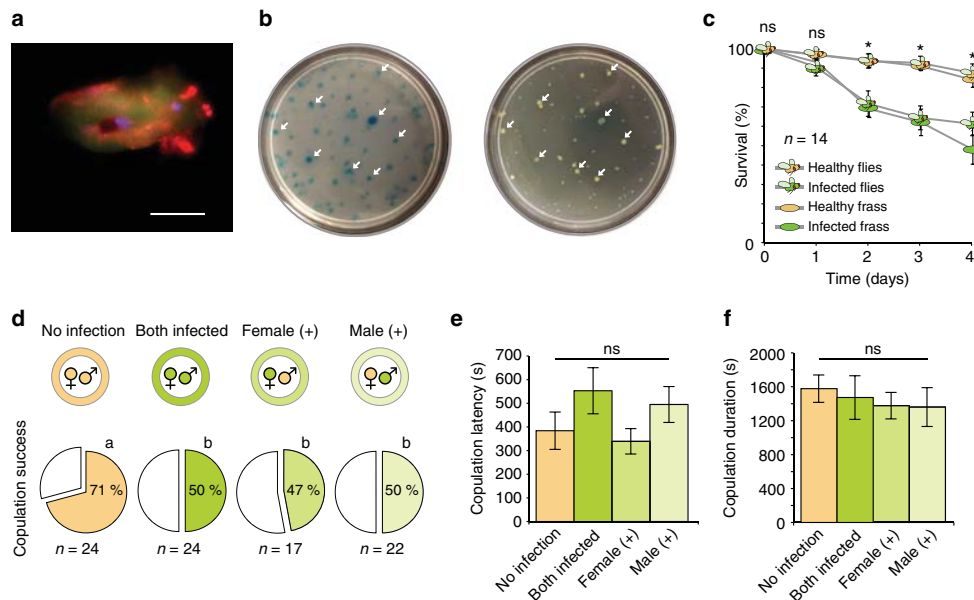 a
b
c
ns
ns
*
*
*
100
0
Survival (%)
n = 14
Healthy flies
Infected flies
Healthy frass
Infected frass
0 1 2 3 4
Time (days)
d
No infection Both infected Female (+) Male (+)
Copulation success
a b b b
71 % 50 % 47 % 50 %
n = 24 n = 24 n = 17 n = 22
e
ns
Copulation latency (s)
700
600
500
400
300
200
100
0
No infection
Both infected
Female (+)
Male (+)
f
ns
Copulation duration (s)
2000
1600
1200
800
400
0
No infection
Both infected
Female (+)
Male (+)